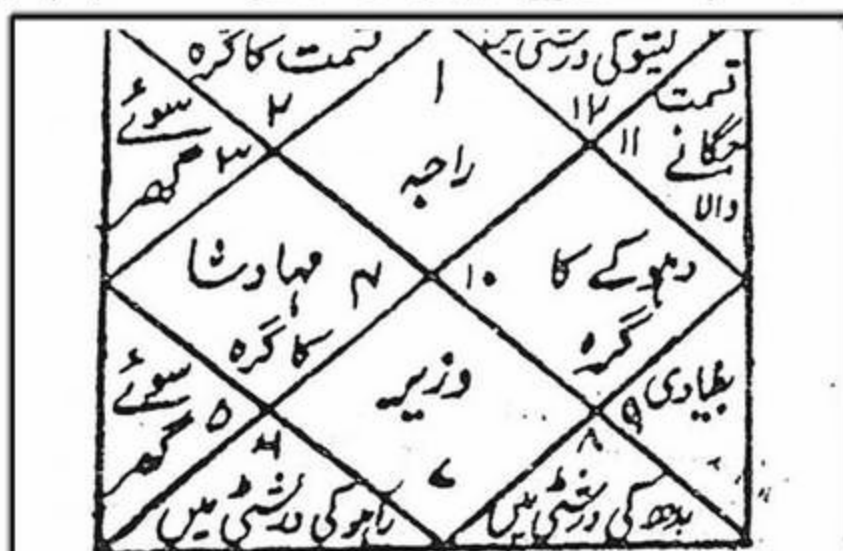 کیتو کی درشٹی میں
۱۲
قسمت کا گرہ
۲
۱
راجہ
قسمت
جگانے
والا
۱۱
سوئے
گھر
۳
دہوکے کا
گرہ
۱۰
مہادشا
کا گرہ
۴
بنیادی
۹
وزیر
۷
سوئے
گھر
۵
بدھ کی درشٹی میں
۸
راہو کی درشٹی میں
۶